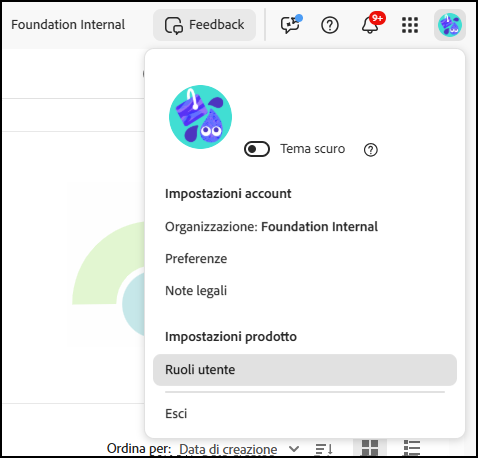 Foundation Internal
Feedback
9+
Tema scuro
Impostazioni account
Organizzazione: Foundation Internal
Preferenze
Note legali
Impostazioni prodotto
Ruoli utente
Esci
Ordina per: Data di creazione